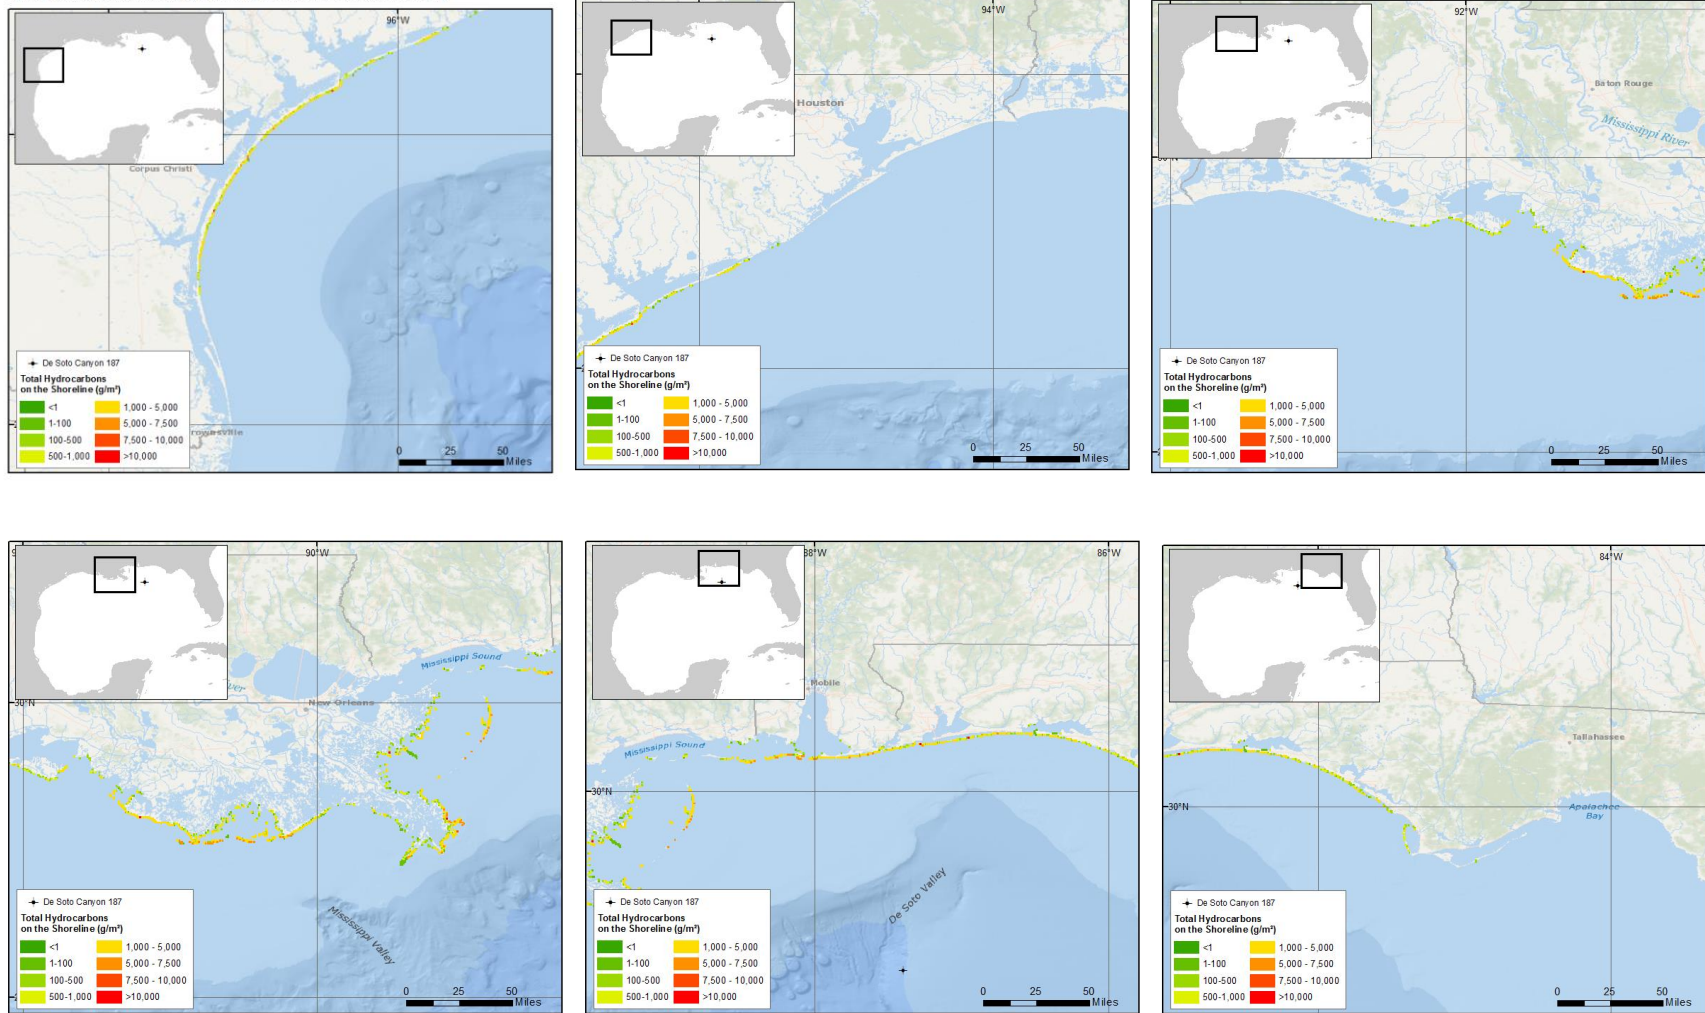 96°W
Corpus Christi
De Soto Canyon 187
Total Hydrocarbons
on the Shoreline (g/m²)
<1 1,000 - 5,000
1-100 5,000 - 7,500
100-500 7,500 - 10,000
500-1,000 >10,000
0 25 50
Miles
94°W
Houston
De Soto Canyon 187
Total Hydrocarbons
on the Shoreline (g/m²)
<1 1,000 - 5,000
1-100 5,000 - 7,500
100-500 7,500 - 10,000
500-1,000 >10,000
0 25 50
Miles
92°W
Baton Rouge
Mississippi River
De Soto Canyon 187
Total Hydrocarbons
on the Shoreline (g/m²)
<1 1,000 - 5,000
1-100 5,000 - 7,500
100-500 7,500 - 10,000
500-1,000 >10,000
0 25 50
Miles
90°W
Mississippi Sound
30°N
New Orleans
Mississippi Valley
De Soto Canyon 187
Total Hydrocarbons
on the Shoreline (g/m²)
<1 1,000 - 5,000
1-100 5,000 - 7,500
100-500 7,500 - 10,000
500-1,000 >10,000
0 25 50
Miles
88°W 86°W
Mobile
Mississippi Sound
30°N
De Soto Valley
De Soto Canyon 187
Total Hydrocarbons
on the Shoreline (g/m²)
<1 1,000 - 5,000
1-100 5,000 - 7,500
100-500 7,500 - 10,000
500-1,000 >10,000
0 25 50
Miles
84°W
Tallahassee
30°N
Apalachee
Bay
De Soto Canyon 187
Total Hydrocarbons
on the Shoreline (g/m²)
<1 1,000 - 5,000
1-100 5,000 - 7,500
100-500 7,500 - 10,000
500-1,000 >10,000
0 25 50
Miles